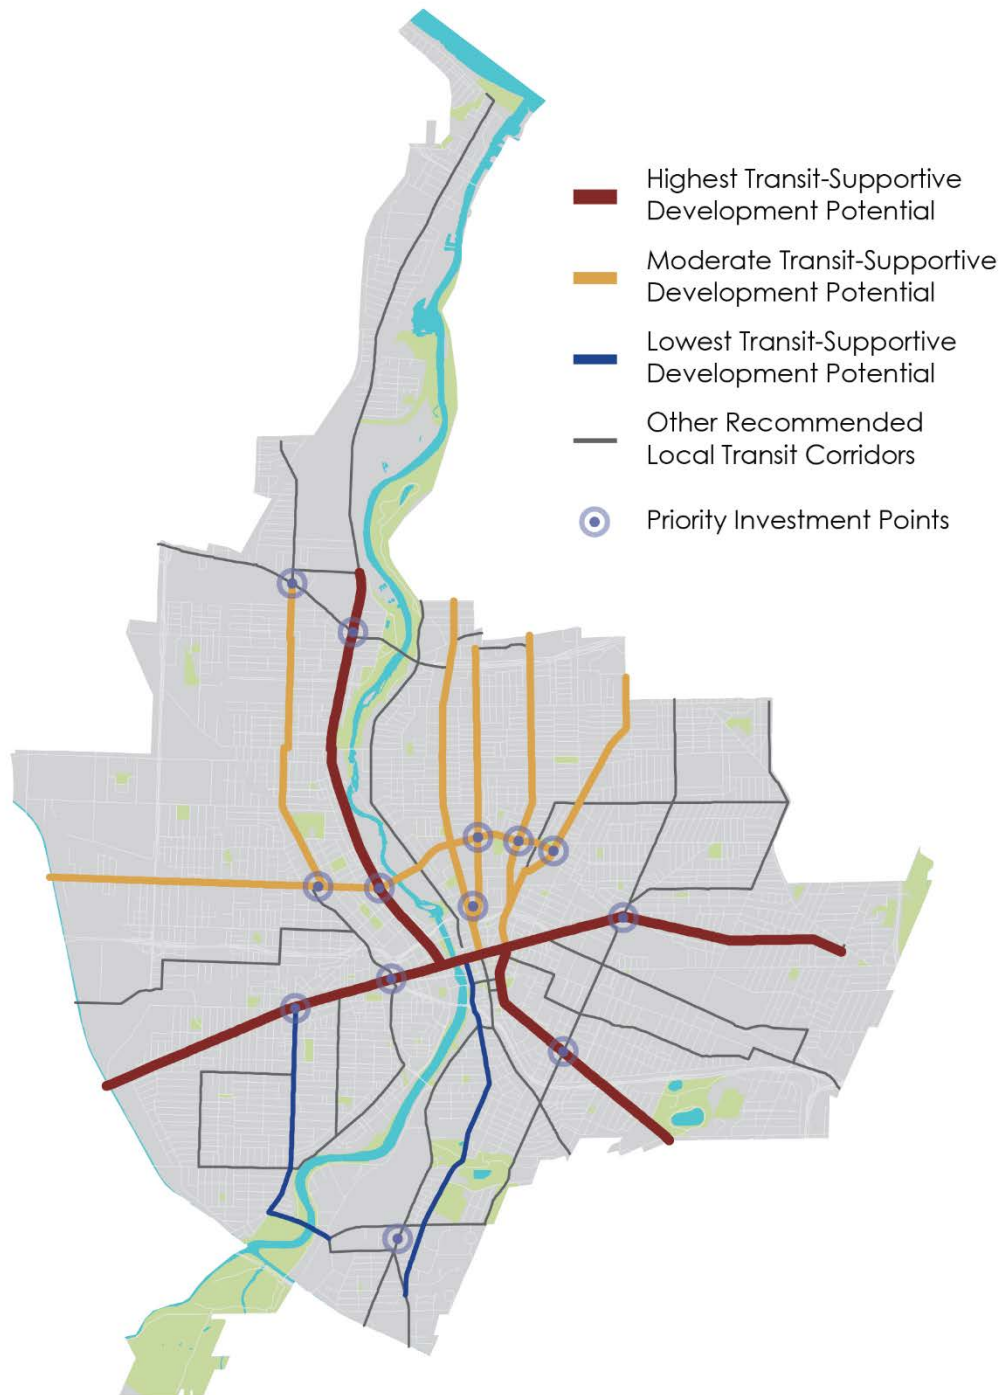 Highest Transit-Supportive
Development Potential
Moderate Transit-Supportive
Development Potential
Lowest Transit-Supportive
Development Potential
Other Recommended
Local Transit Corridors
Priority Investment Points